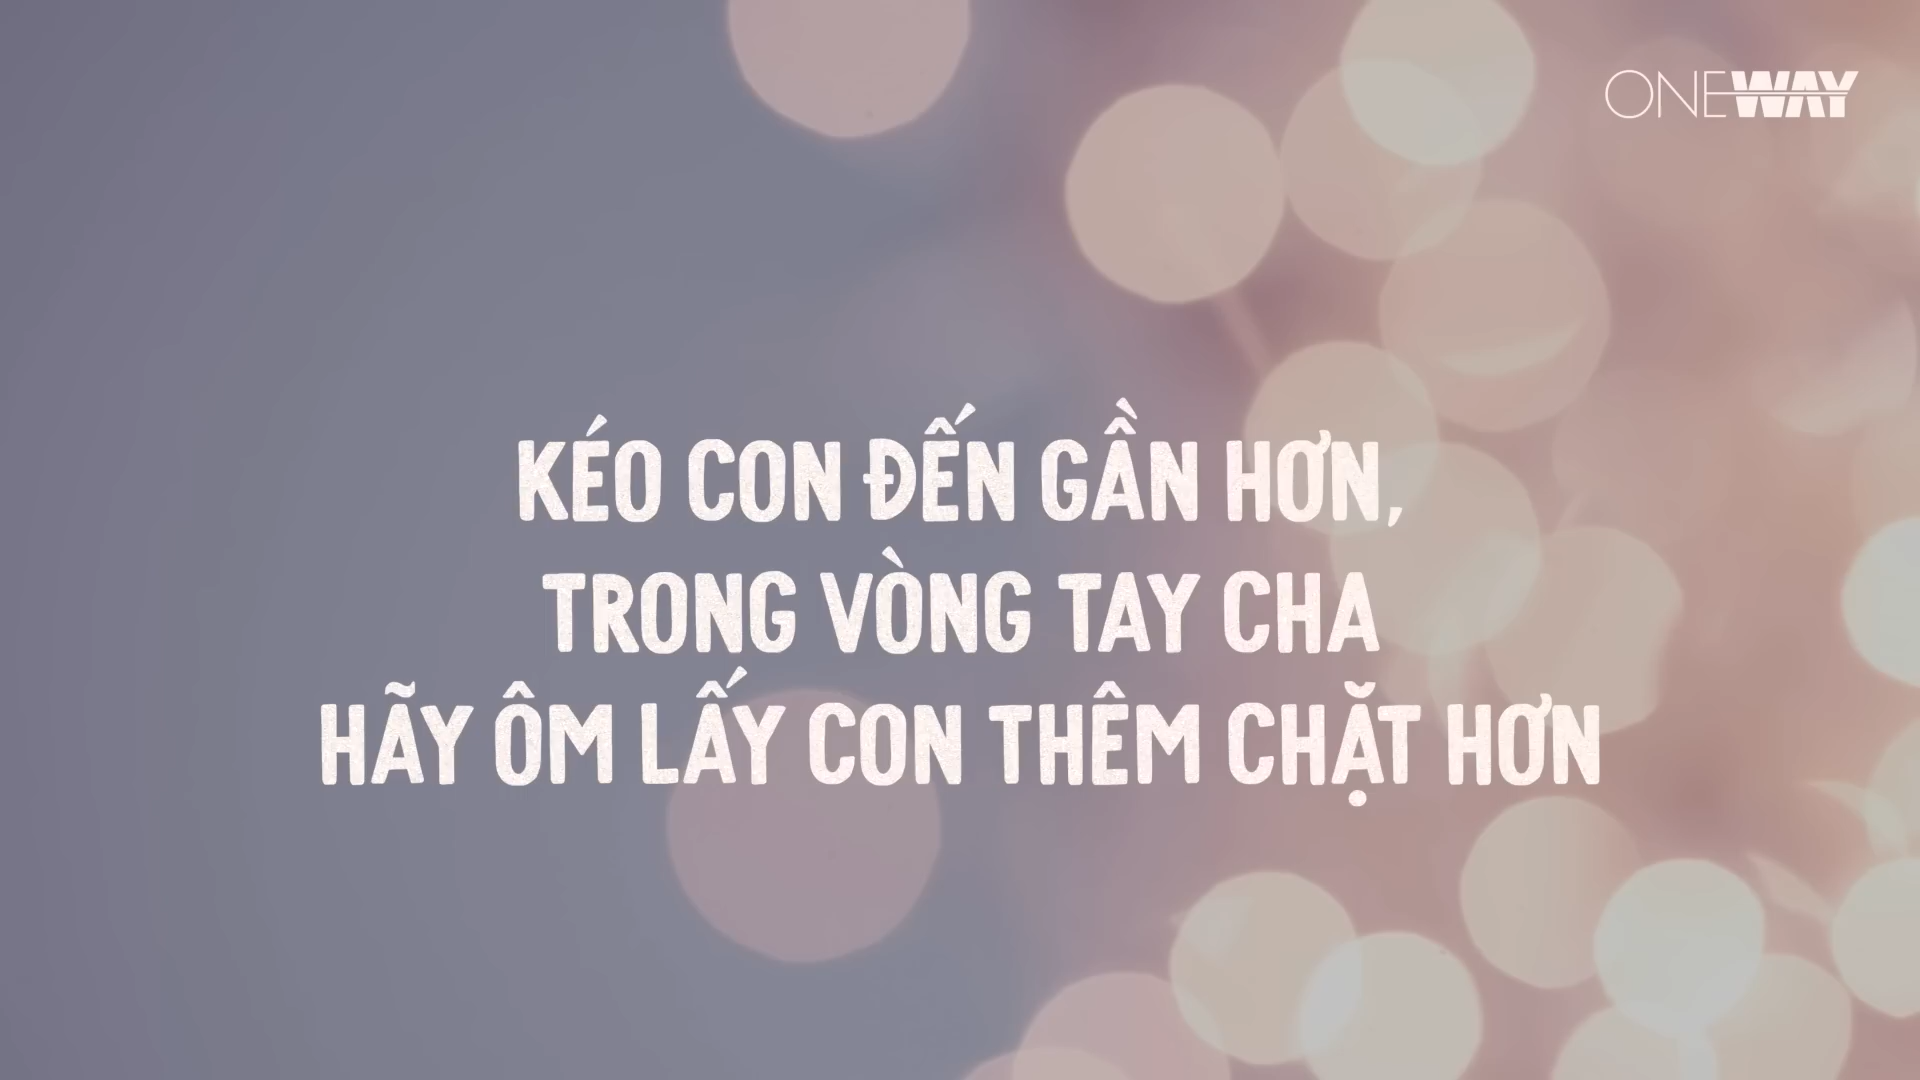 ONEWAY
KÉO CON ĐẾN GẦN HƠN,
TRONG VÒNG TAY CHA
HÃY ÔM LẤY CON THÊM CHẶT HƠN